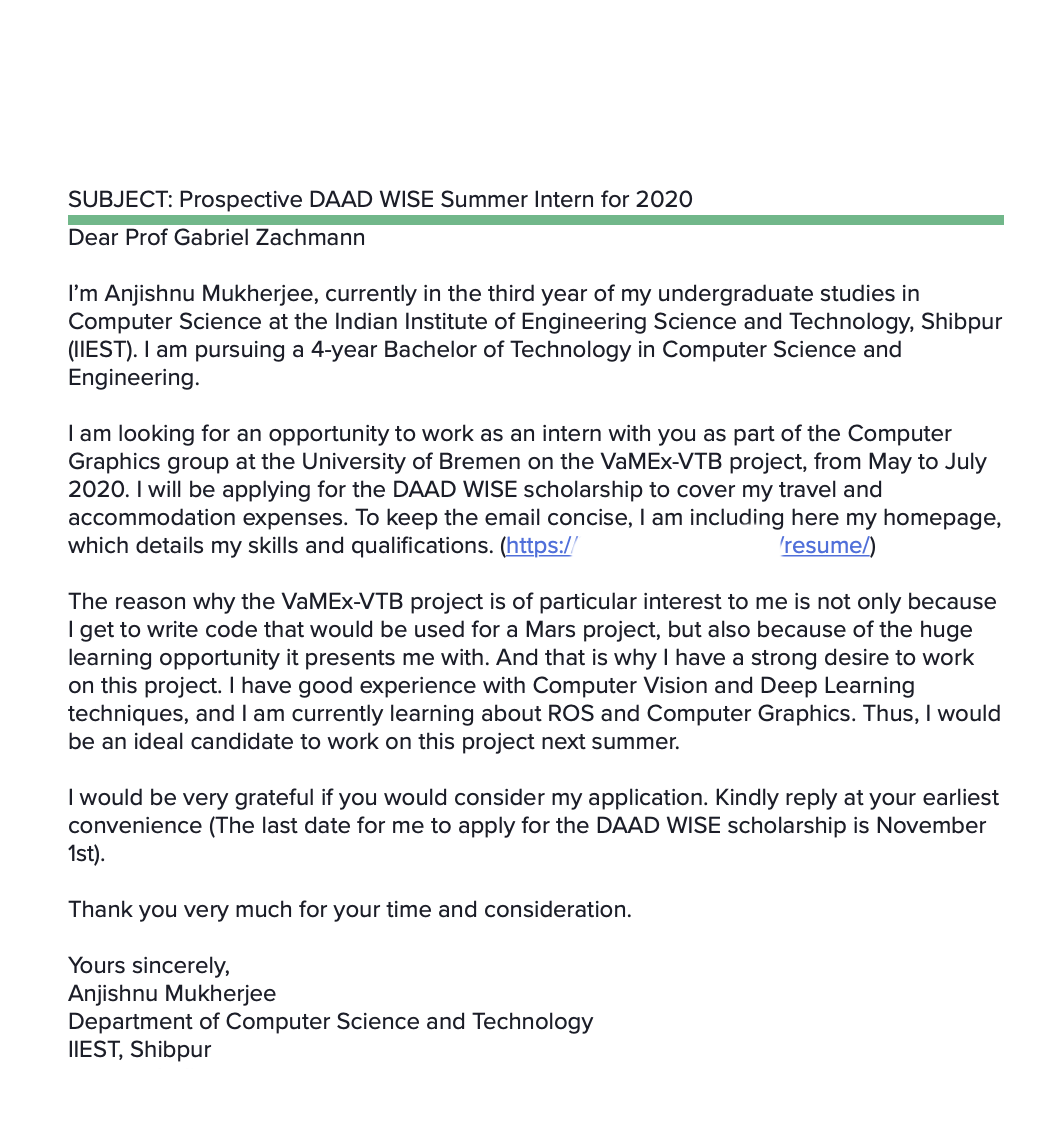 SUBJECT: Prospective DAAD WISE Summer Intern for 2020
Dear Prof Gabriel Zachmann
I’m Anjishnu Mukherjee, currently in the third year of my undergraduate studies in
Computer Science at the Indian Institute of Engineering Science and Technology, Shibpur
(IIEST). I am pursuing a 4-year Bachelor of Technology in Computer Science and
Engineering.
I am looking for an opportunity to work as an intern with you as part of the Computer
Graphics group at the University of Bremen on the VaMEx-VTB project, from May to July
2020. I will be applying for the DAAD WISE scholarship to cover my travel and
accommodation expenses. To keep the email concise, I am including here my homepage,
which details my skills and qualifications. (https:// /resume/)
The reason why the VaMEx-VTB project is of particular interest to me is not only because
I get to write code that would be used for a Mars project, but also because of the huge
learning opportunity it presents me with. And that is why I have a strong desire to work
on this project. I have good experience with Computer Vision and Deep Learning
techniques, and I am currently learning about ROS and Computer Graphics. Thus, I would
be an ideal candidate to work on this project next summer.
I would be very grateful if you would consider my application. Kindly reply at your earliest
convenience (The last date for me to apply for the DAAD WISE scholarship is November
1st).
Thank you very much for your time and consideration.
Yours sincerely,
Anjishnu Mukherjee
Department of Computer Science and Technology
IIEST, Shibpur